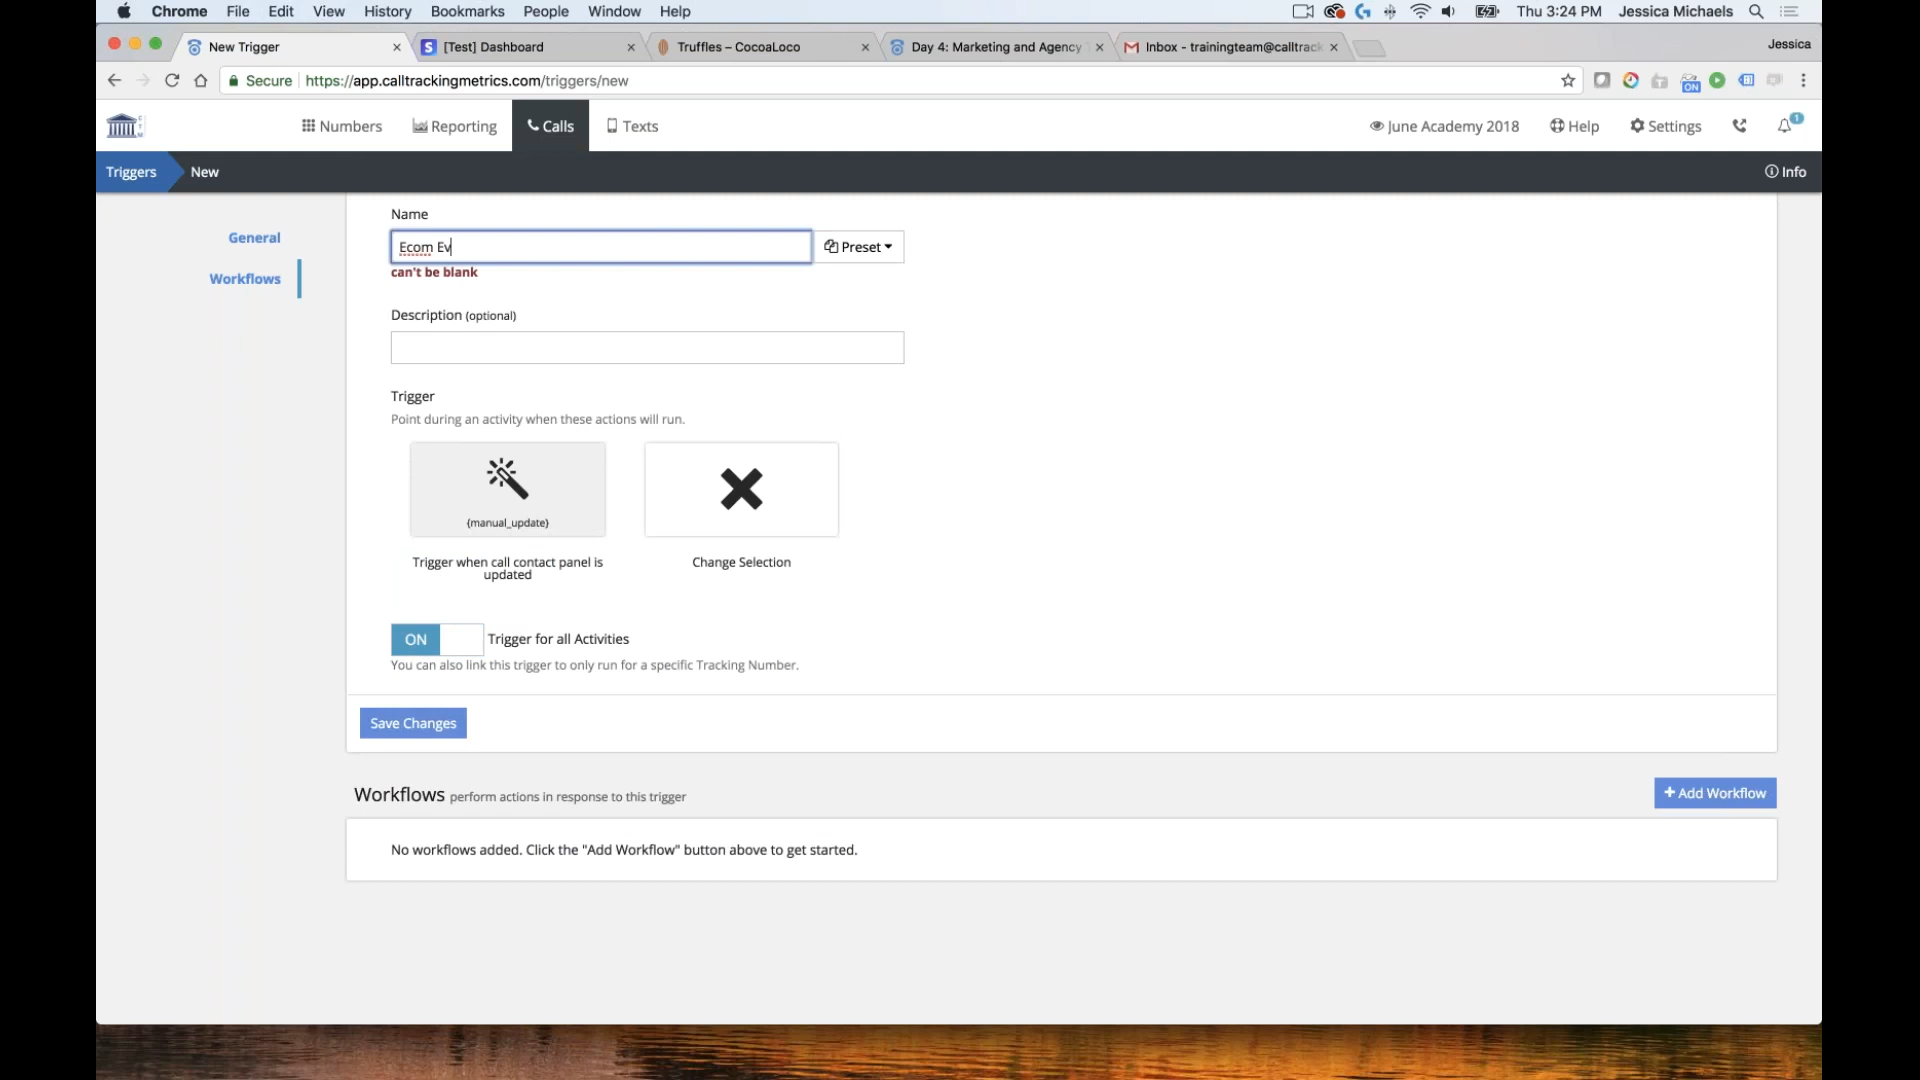 Chrome File Edit View History Bookmarks People Window Help Thu 3:24 PM Jessica Michaels
New Trigger [Test] Dashboard Truffles – CocoaLoco Day 4: Marketing and Agency Inbox - trainingteam@calltrack Jessica
Secure https://app.calltrackingmetrics.com/triggers/new ON
Numbers Reporting Calls Texts June Academy 2018 Help Settings 1
Triggers New Info
Name
General
Ecom Ev Preset
can't be blank
Workflows
Description (optional)
Trigger
Point during an activity when these actions will run.
{manual_update}
Trigger when call contact panel is Change Selection
updated
ON Trigger for all Activities
You can also link this trigger to only run for a specific Tracking Number.
Save Changes
Workflows perform actions in response to this trigger + Add Workflow
No workflows added. Click the "Add Workflow" button above to get started.